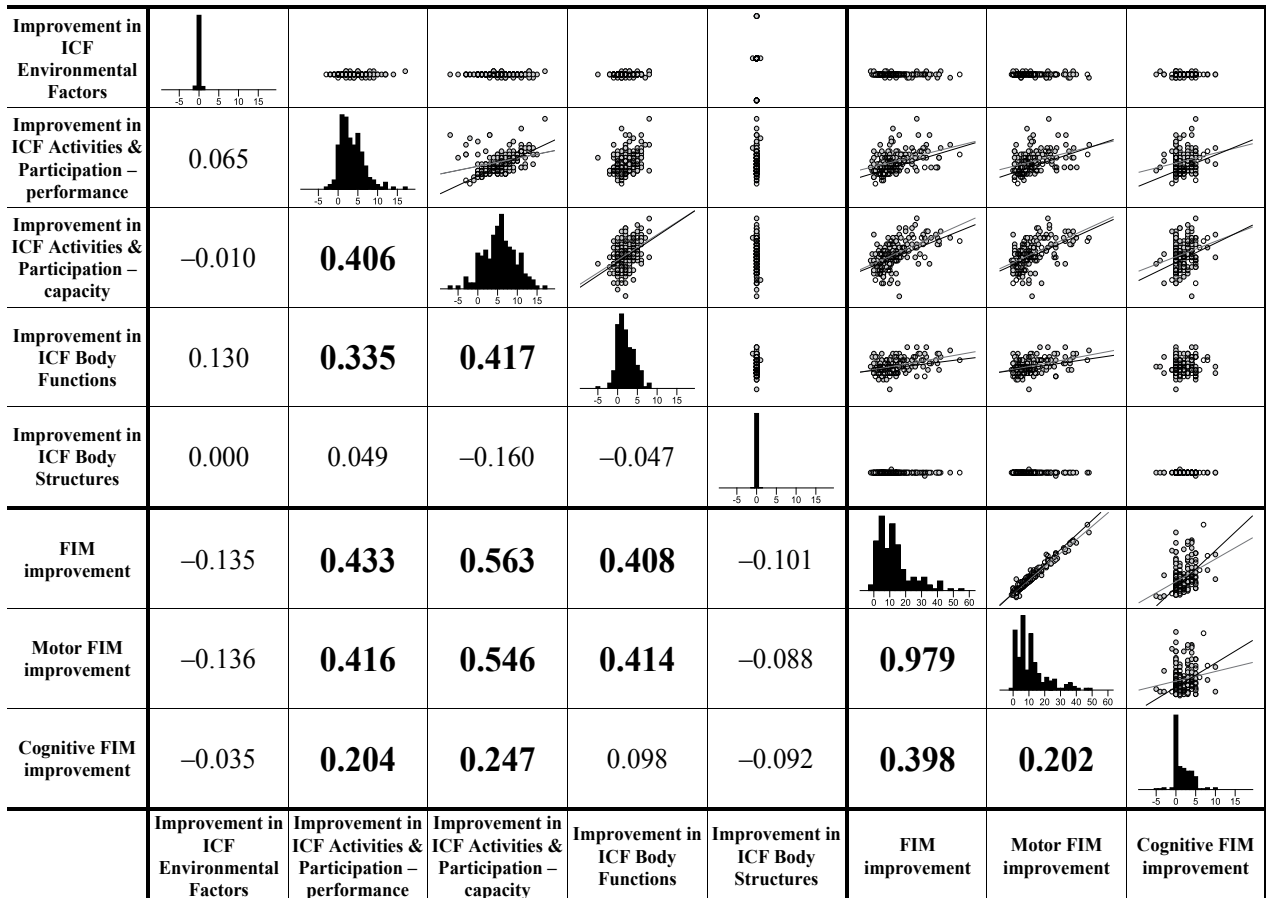 Improvement in
ICF
Environmental
Factors
-5 0 5 10 15
Improvement in
ICF Activities &
Participation –
performance
0.065
-5 0 5 10 15
Improvement in
ICF Activities &
Participation –
capacity
–0.010
0.406
-5 0 5 10 15
Improvement in
ICF Body
Functions
0.130
0.335
0.417
-5 0 5 10 15
Improvement in
ICF Body
Structures
0.000
0.049
–0.160
–0.047
-5 0 5 10 15
FIM
improvement
–0.135
0.433
0.563
0.408
–0.101
0 10 20 30 40 50 60
Motor FIM
improvement
–0.136
0.416
0.546
0.414
–0.088
0.979
0 10 20 30 40 50 60
Cognitive FIM
improvement
–0.035
0.204
0.247
0.098
–0.092
0.398
0.202
-5 0 5 10 15
Improvement in
ICF
Environmental
Factors
Improvement in
ICF Activities &
Participation –
performance
Improvement in
ICF Activities &
Participation –
capacity
Improvement in
ICF Body
Functions
Improvement in
ICF Body
Structures
FIM
improvement
Motor FIM
improvement
Cognitive FIM
improvement